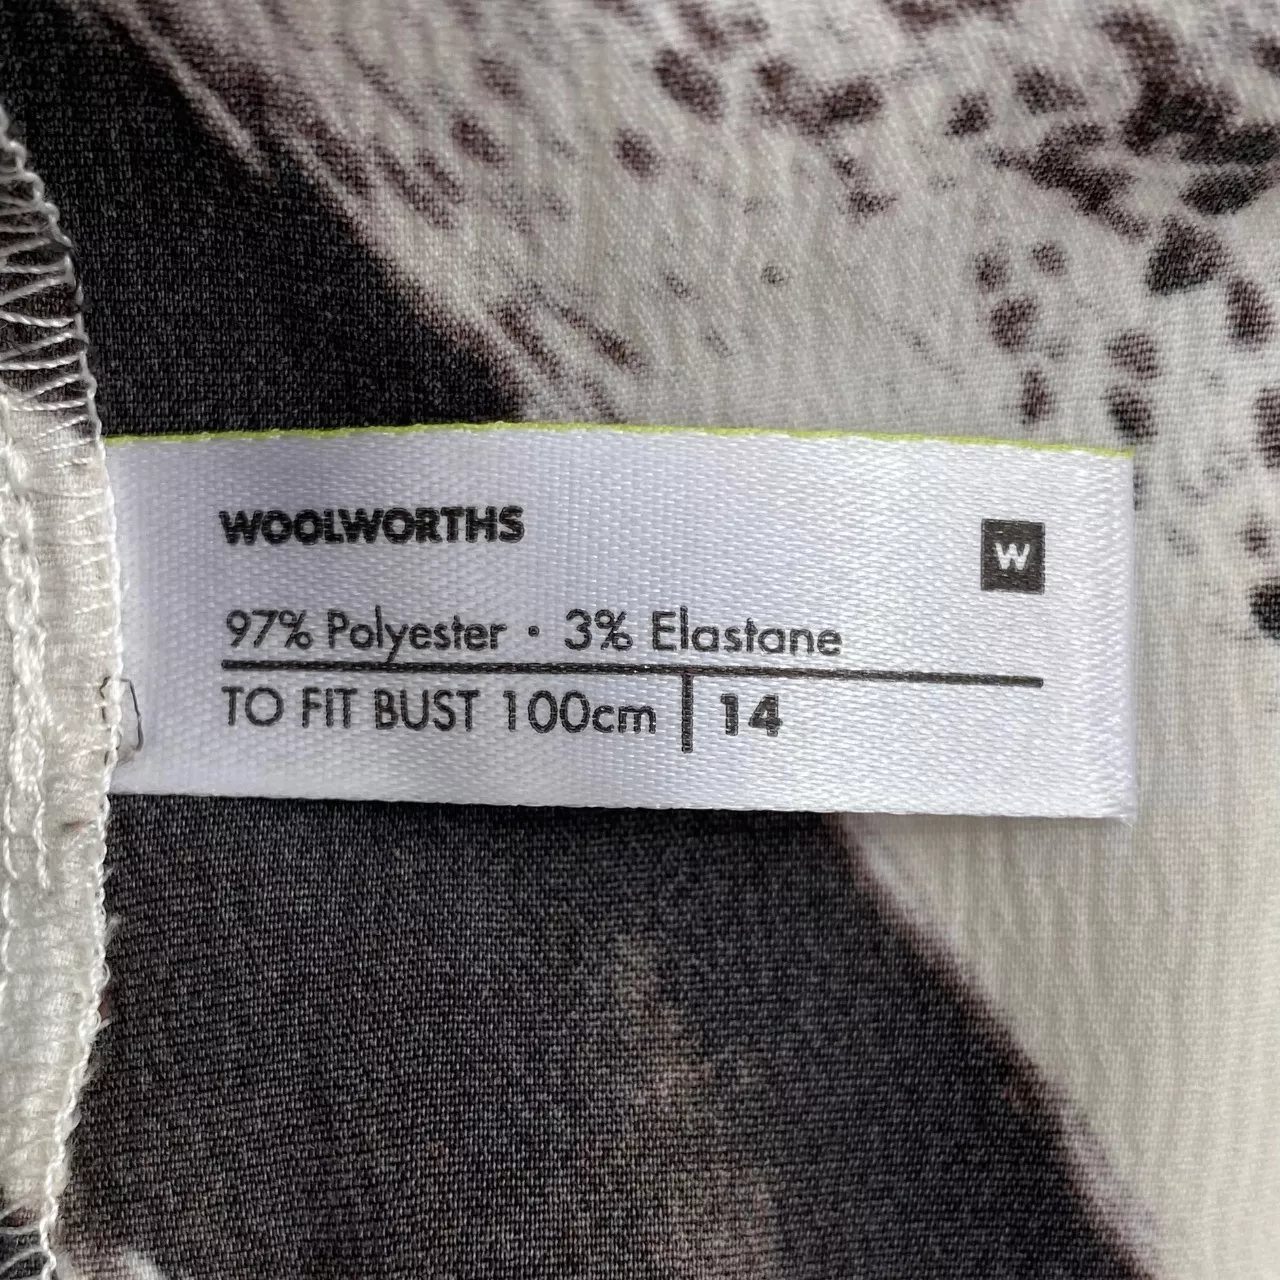 WOOLWORTHS
W
97% Polyester · 3% Elastane
TO FIT BUST 100cm | 14